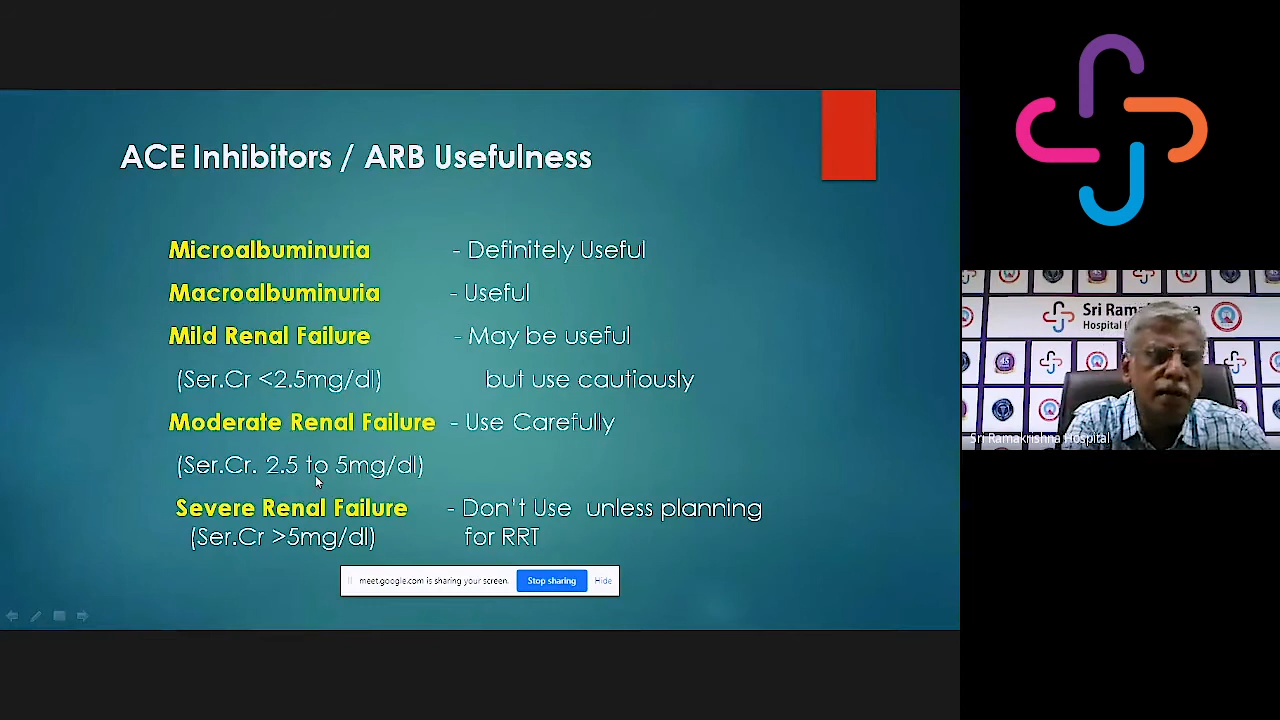 ACE Inhibitors / ARB Usefulness
Microalbuminuria - Definitely Useful
Macroalbuminuria - Useful
Mild Renal Failure - May be useful
(Ser.Cr <2.5mg/dl) but use cautiously
Moderate Renal Failure - Use Carefully
(Ser.Cr. 2.5 to 5mg/dl)
Severe Renal Failure - Don't Use unless planning
(Ser.Cr >5mg/dl) for RRT
meet.google.com is sharing your screen. Stop sharing Hide
Sri
Hospital
Sri Ramakrishna Hospital